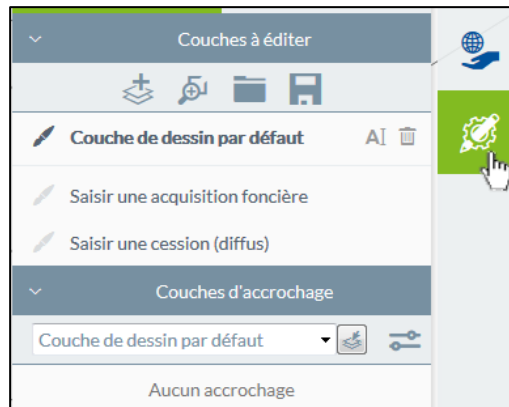 Couches à éditer
Couche de dessin par défaut AI
Saisir une acquisition foncière
Saisir une cession (diffus)
Couches d'accrochage
Couche de dessin par défaut
Aucun accrochage